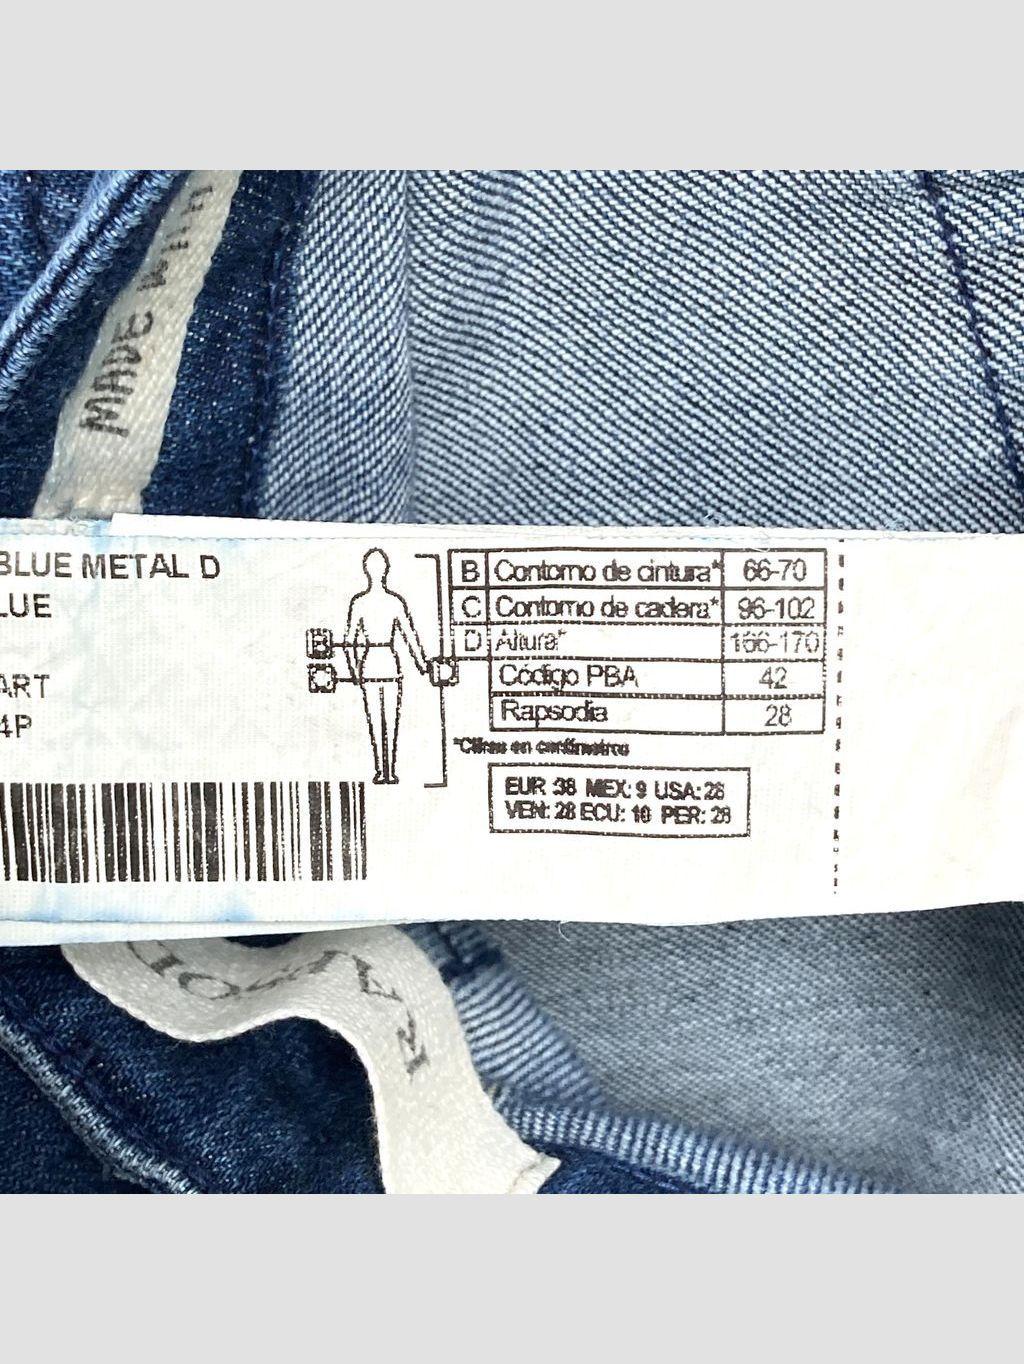 MADE WITH
BLUE METAL D
LUE
ART
4P
B
C
D
B Contorno de cintura* 66-70
C Contorno de cadera* 96-102
D Altura* 166-170
Código PBA 42
Rapsodia 28
*Cifras en centímetros
EUR 38 MEX: 9 USA: 28
VEN: 28 ECU: 10 PER: 28